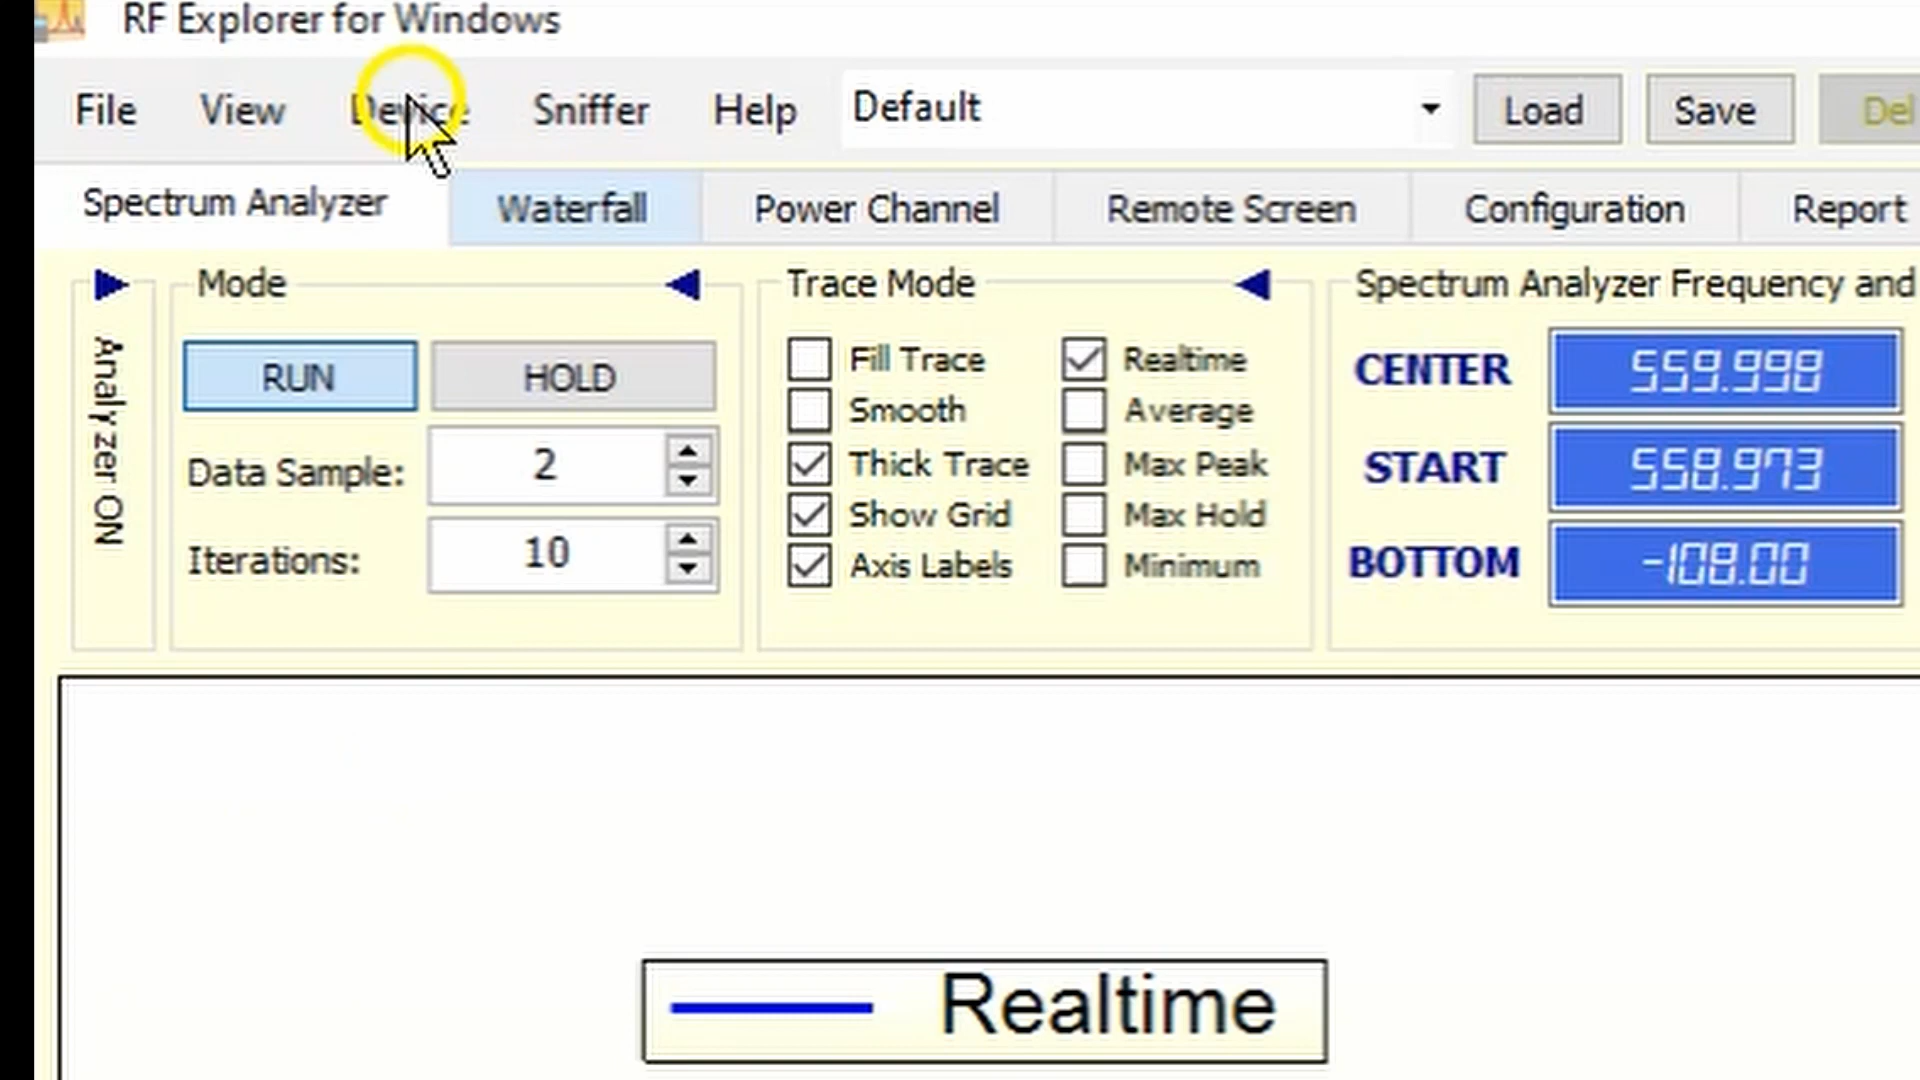 RF Explorer for Windows
File View Device Sniffer Help Default Load Save Del
Spectrum Analyzer Waterfall Power Channel Remote Screen Configuration Report
Analyzer ON
Mode
RUN HOLD
Data Sample: 2
Iterations: 10
Trace Mode
Fill Trace Realtime
Smooth Average
Thick Trace Max Peak
Show Grid Max Hold
Axis Labels Minimum
Spectrum Analyzer Frequency and
CENTER 559.998
START 558.973
BOTTOM -108.00
Realtime